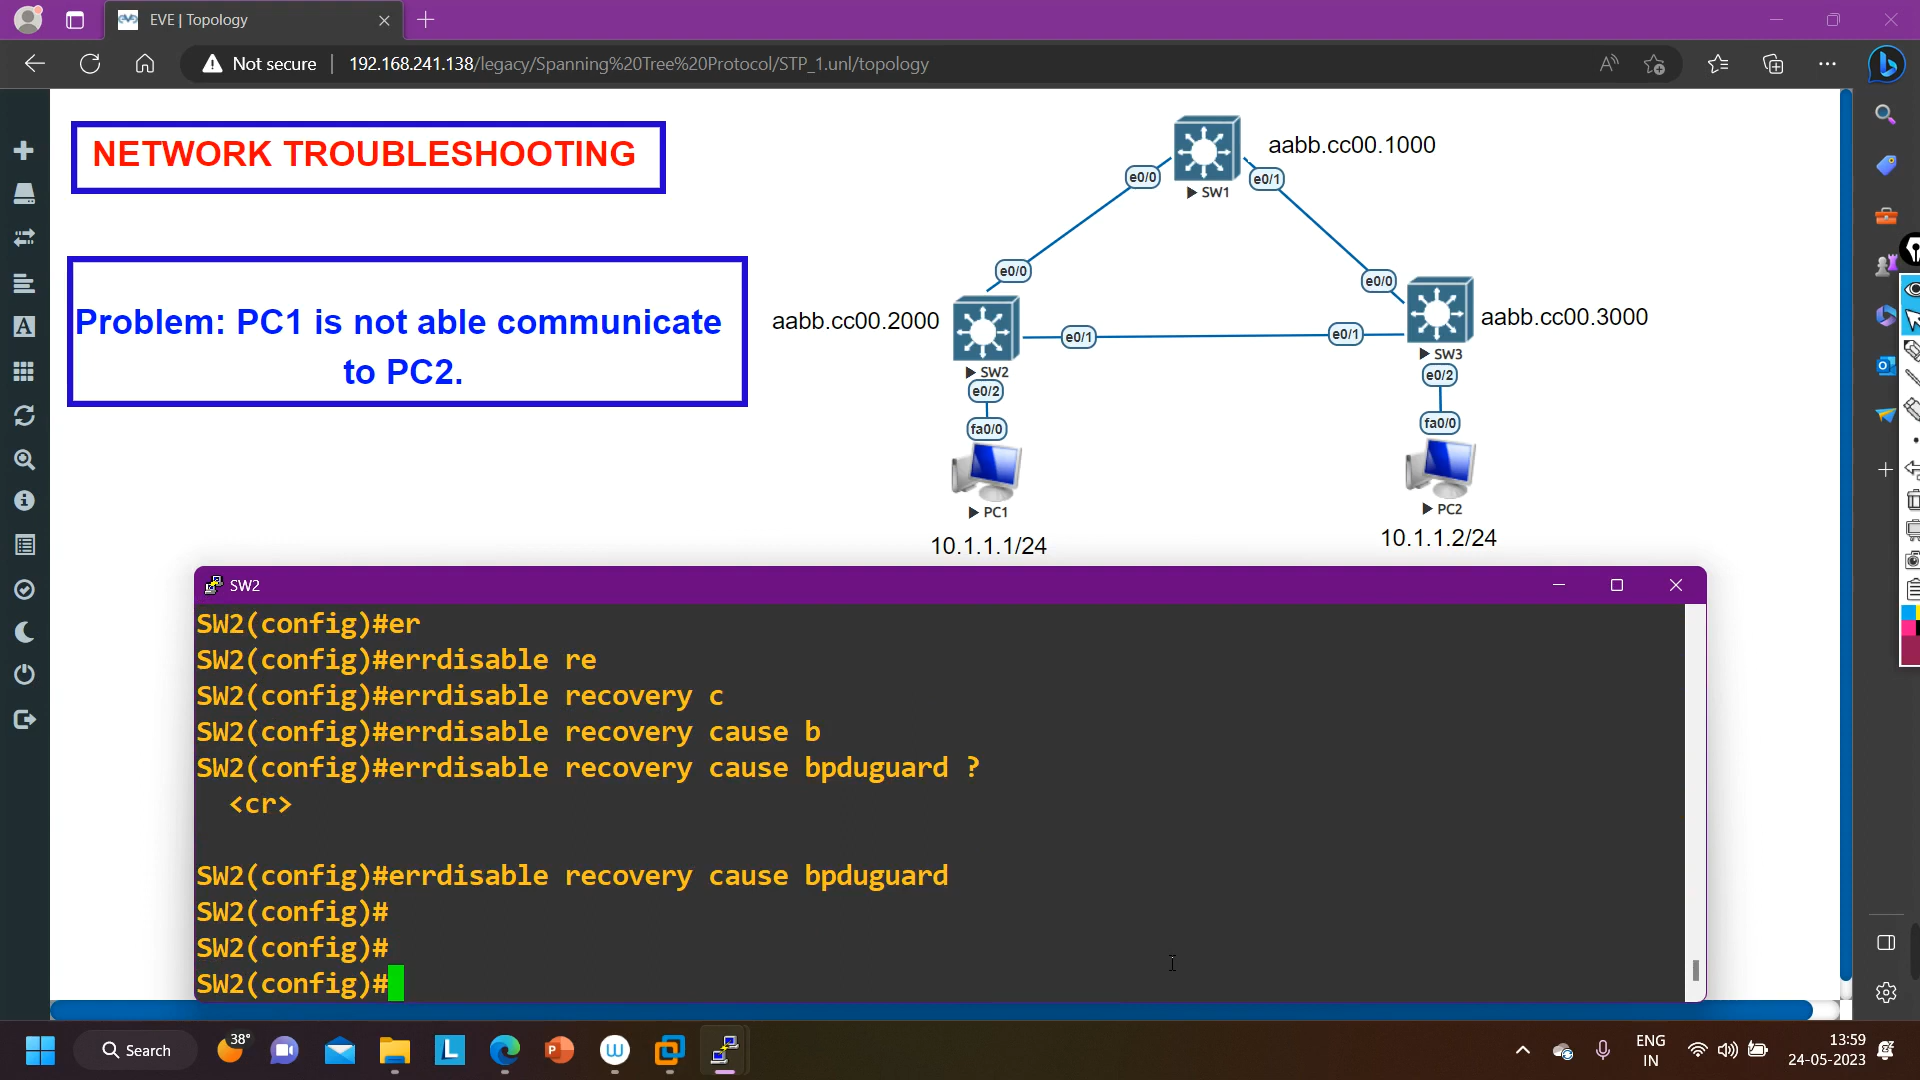 EVE | Topology
Not secure
192.168.241.138/legacy/Spanning%20Tree%20Protocol/STP_1.unl/topology
NETWORK TROUBLESHOOTING
Problem: PC1 is not able communicate
to PC2.
aabb.cc00.1000
e0/0
e0/1
SW1
e0/0
e0/0
aabb.cc00.2000
aabb.cc00.3000
e0/1
e0/1
SW2
SW3
e0/2
e0/2
fa0/0
fa0/0
PC1
PC2
10.1.1.1/24
10.1.1.2/24
SW2
SW2(config)#er
SW2(config)#errdisable re
SW2(config)#errdisable recovery c
SW2(config)#errdisable recovery cause b
SW2(config)#errdisable recovery cause bpduguard ?
<cr>
SW2(config)#errdisable recovery cause bpduguard
SW2(config)#
SW2(config)#
SW2(config)#
38°
Search
ENG
IN
13:59
24-05-2023